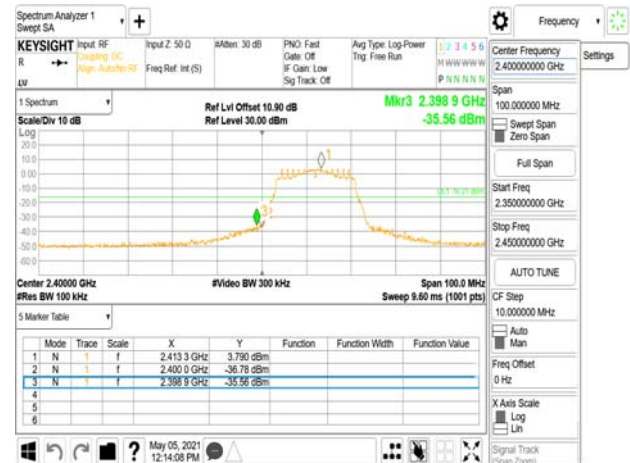 Spectrum Analyzer 1
Swept SA
Frequency
KEYSIGHT
R
Input: RF
Coupling: DC
Align: Auto/No RF
Input Z: 50 Ω
Freq Ref: Int (S)
#Atten: 30 dB
PNO: Fast
Gate: Off
IF Gain: Low
Sig Track: Off
Avg Type: Log-Power
Trig: Free Run
1 2 3 4 5 6
M W W W W W
P N N N N N
Center Frequency
2.400000000 GHz
Settings
Span
100.000000 MHz
Swept Span
Zero Span
Full Span
Start Freq
2.350000000 GHz
Stop Freq
2.450000000 GHz
AUTO TUNE
CF Step
10.000000 MHz
Auto
Man
Freq Offset
0 Hz
X Axis Scale
Log
Lin
Signal Track
(Span Zoom)
1 Spectrum
Scale/Div 10 dB
Ref Lvl Offset 10.90 dB
Ref Level 30.00 dBm
Mkr3 2.398 9 GHz
-35.56 dBm
Log
20.0
10.0
0.00
-10.0
-20.0
-30.0
-40.0
-50.0
-60.0
1
3
Center 2.40000 GHz
#Res BW 100 kHz
#Video BW 300 kHz
Span 100.0 MHz
Sweep 9.60 ms (1001 pts)
5 Marker Table
Mode Trace Scale X Y Function Function Width Function Value
1 N 1 f 2.413 3 GHz 3.790 dBm
2 N 1 f 2.400 0 GHz -36.78 dBm
3 N 1 f 2.398 9 GHz -35.56 dBm
4
5
6
?
May 05, 2021
12:14:08 PM